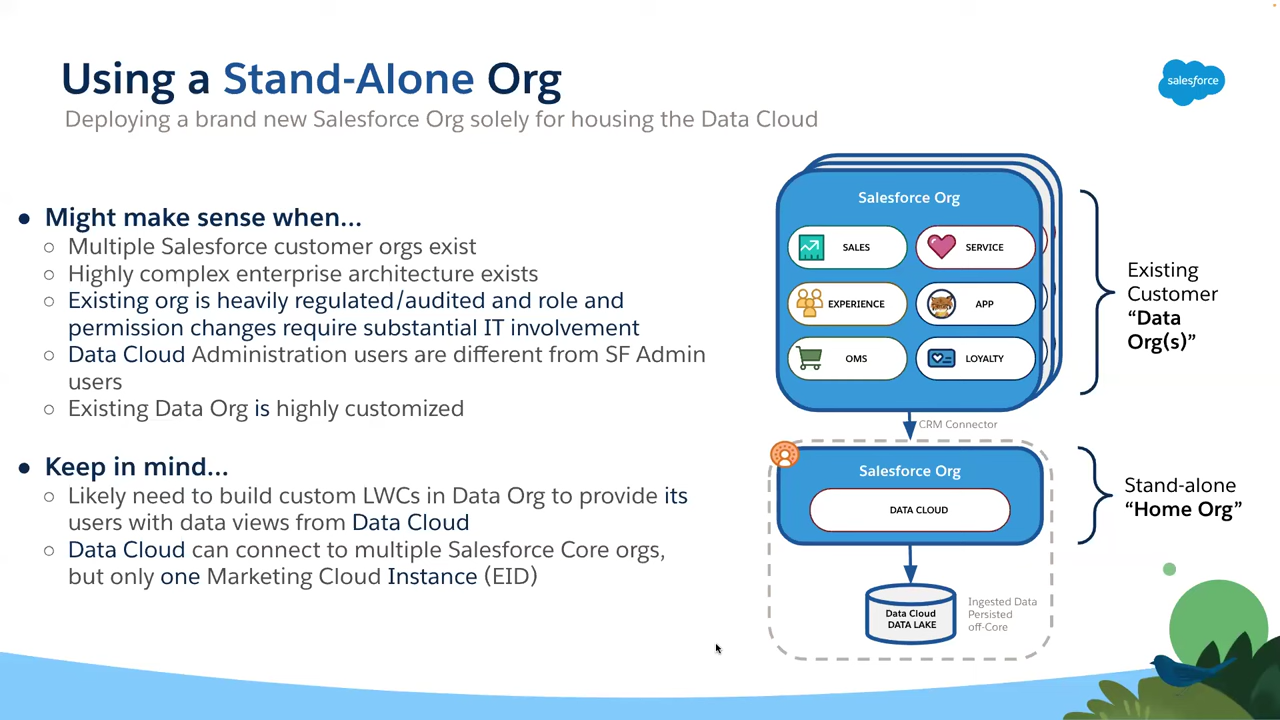 Using a Stand-Alone Org
salesforce
Deploying a brand new Salesforce Org solely for housing the Data Cloud
● Might make sense when...
○ Multiple Salesforce customer orgs exist
○ Highly complex enterprise architecture exists
○ Existing org is heavily regulated/audited and role and
permission changes require substantial IT involvement
○ Data Cloud Administration users are different from SF Admin
users
○ Existing Data Org is highly customized
● Keep in mind...
○ Likely need to build custom LWCs in Data Org to provide its
users with data views from Data Cloud
○ Data Cloud can connect to multiple Salesforce Core orgs,
but only one Marketing Cloud Instance (EID)
Salesforce Org
SALES
SERVICE
EXPERIENCE
APP
OMS
LOYALTY
Existing
Customer
“Data
Org(s)”
CRM Connector
Salesforce Org
DATA CLOUD
Stand-alone
“Home Org”
Data Cloud
DATA LAKE
Ingested Data
Persisted
off-Core